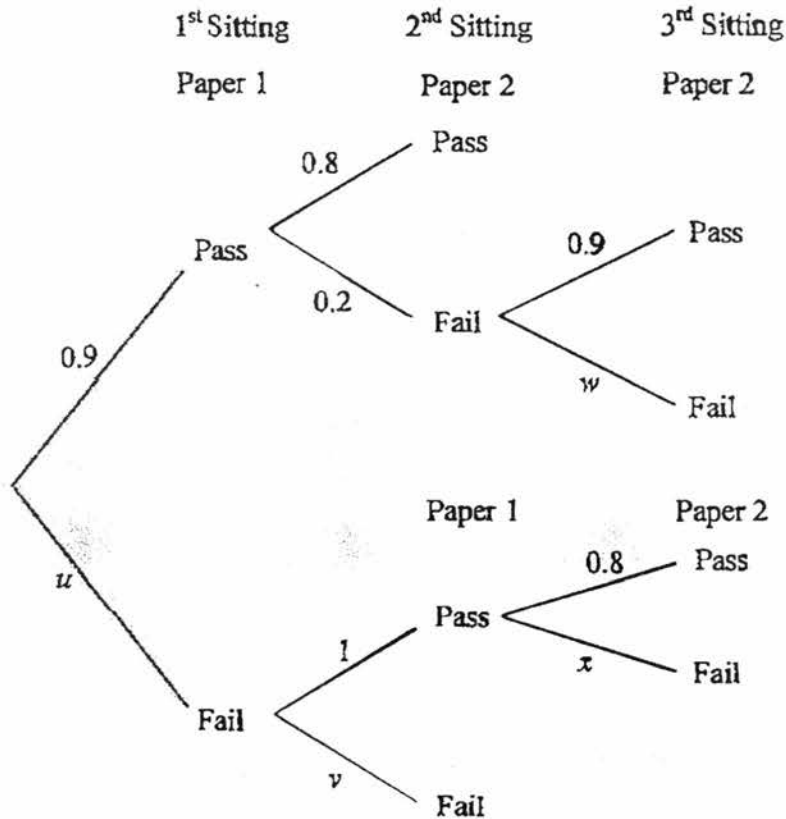 1st Sitting 2nd Sitting 3rd Sitting
Paper 1 Paper 2 Paper 2
Pass
0.8
Pass
0.9
Pass
0.2
Fail
0.9
w
Fail
Paper 1 Paper 2
Pass
0.8
u
Pass
1
x
Fail
Fail
v
Fail